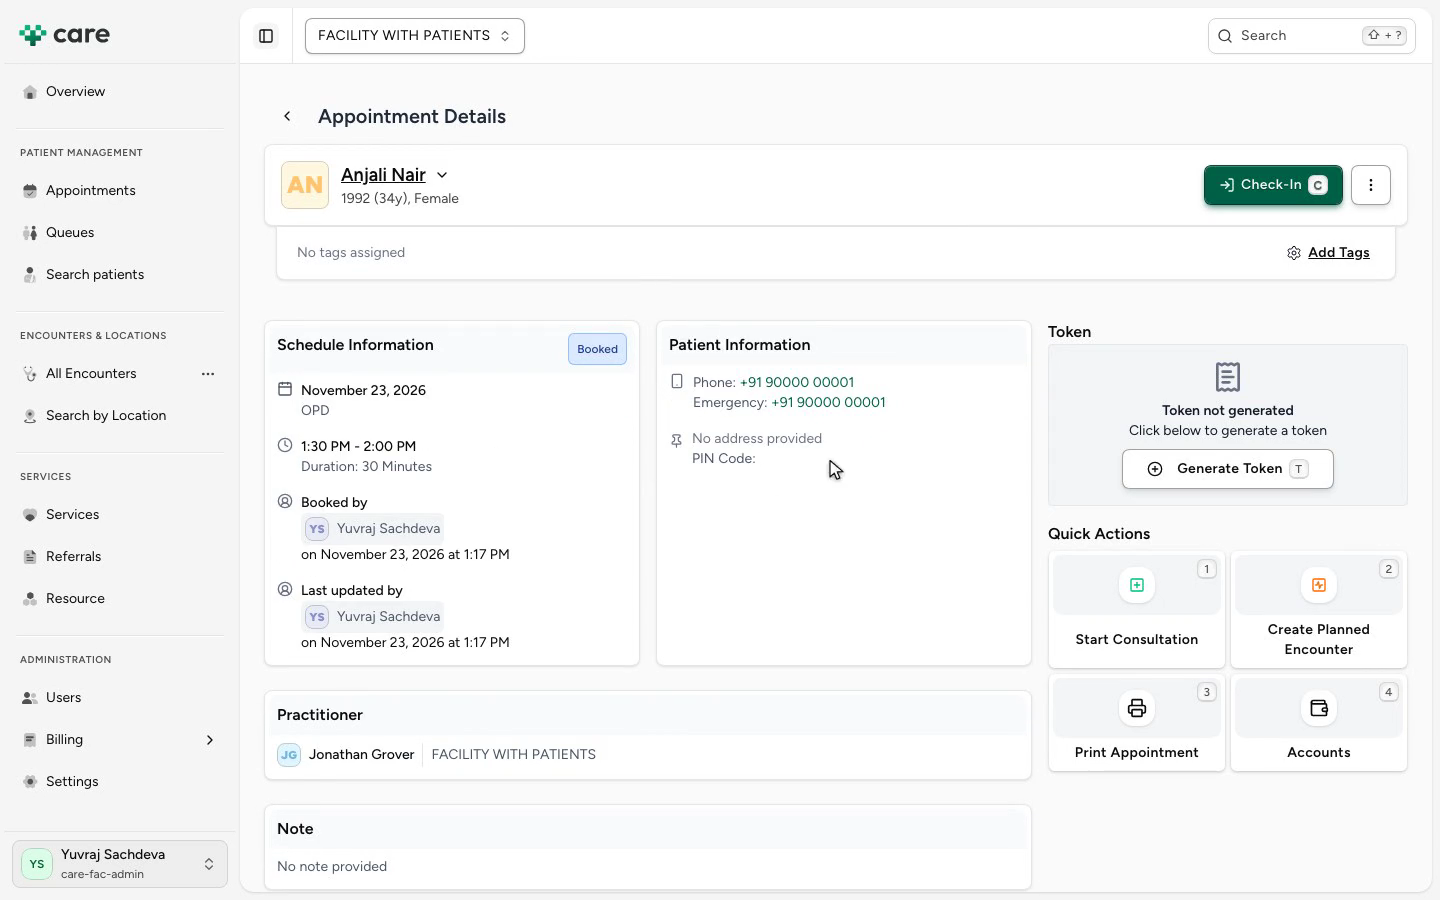 care
FACILITY WITH PATIENTS
Search
+ ?
Overview
PATIENT MANAGEMENT
Appointments
Queues
Search patients
ENCOUNTERS & LOCATIONS
All Encounters
Search by Location
SERVICES
Services
Referrals
Resource
ADMINISTRATION
Users
Billing
Settings
YS
Yuvraj Sachdeva
care-fac-admin
Appointment Details
AN
Anjali Nair
1992 (34y), Female
Check-In C
No tags assigned
Add Tags
Schedule Information
Booked
November 23, 2026
OPD
1:30 PM - 2:00 PM
Duration: 30 Minutes
Booked by
YS Yuvraj Sachdeva
on November 23, 2026 at 1:17 PM
Last updated by
YS Yuvraj Sachdeva
on November 23, 2026 at 1:17 PM
Patient Information
Phone: +91 90000 00001
Emergency: +91 90000 00001
No address provided
PIN Code:
Practitioner
JG Jonathan Grover FACILITY WITH PATIENTS
Note
No note provided
Token
Token not generated
Click below to generate a token
Generate Token T
Quick Actions
1
Start Consultation
2
Create Planned
Encounter
3
Print Appointment
4
Accounts